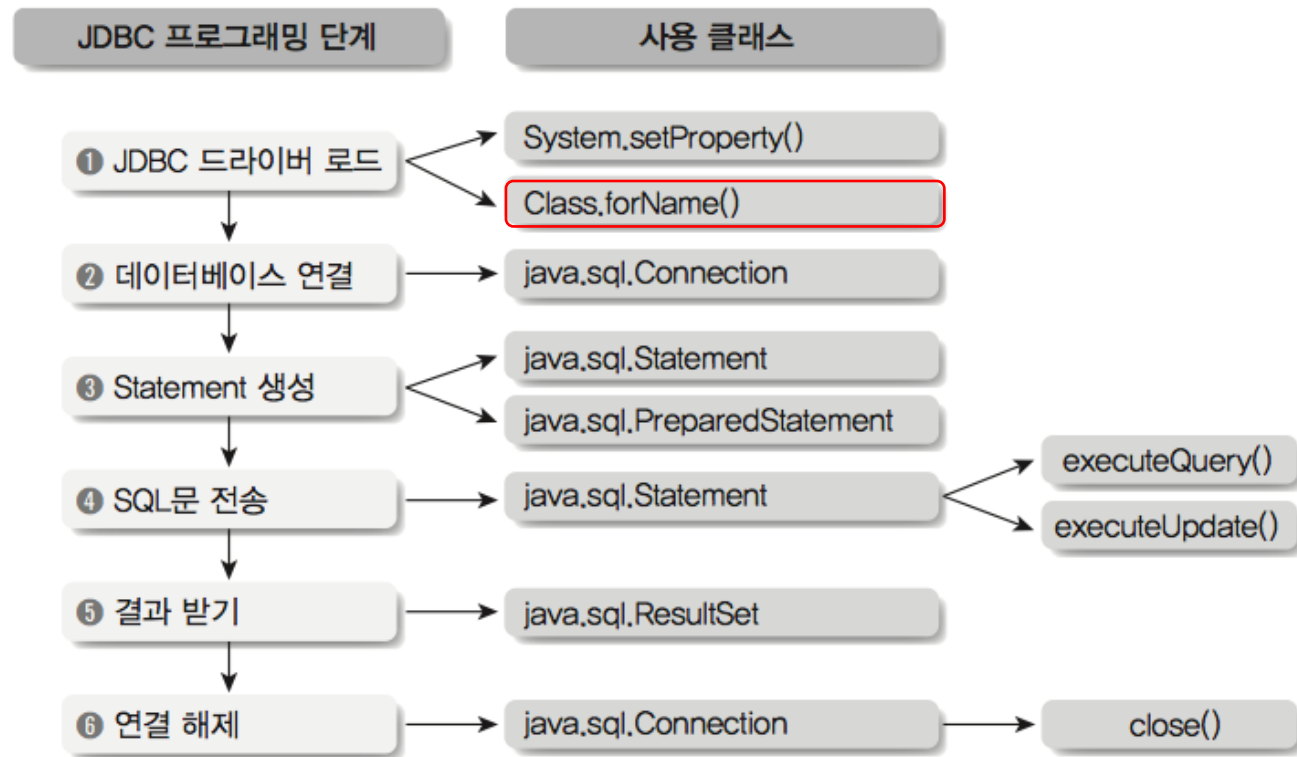 JDBC 프로그래밍 단계
사용 클래스
❶ JDBC 드라이버 로드
System.setProperty()
Class.forName()
❷ 데이터베이스 연결
java.sql.Connection
❸ Statement 생성
java.sql.Statement
java.sql.PreparedStatement
❹ SQL문 전송
java.sql.Statement
executeQuery()
executeUpdate()
❺ 결과 받기
java.sql.ResultSet
❻ 연결 해제
java.sql.Connection
close()